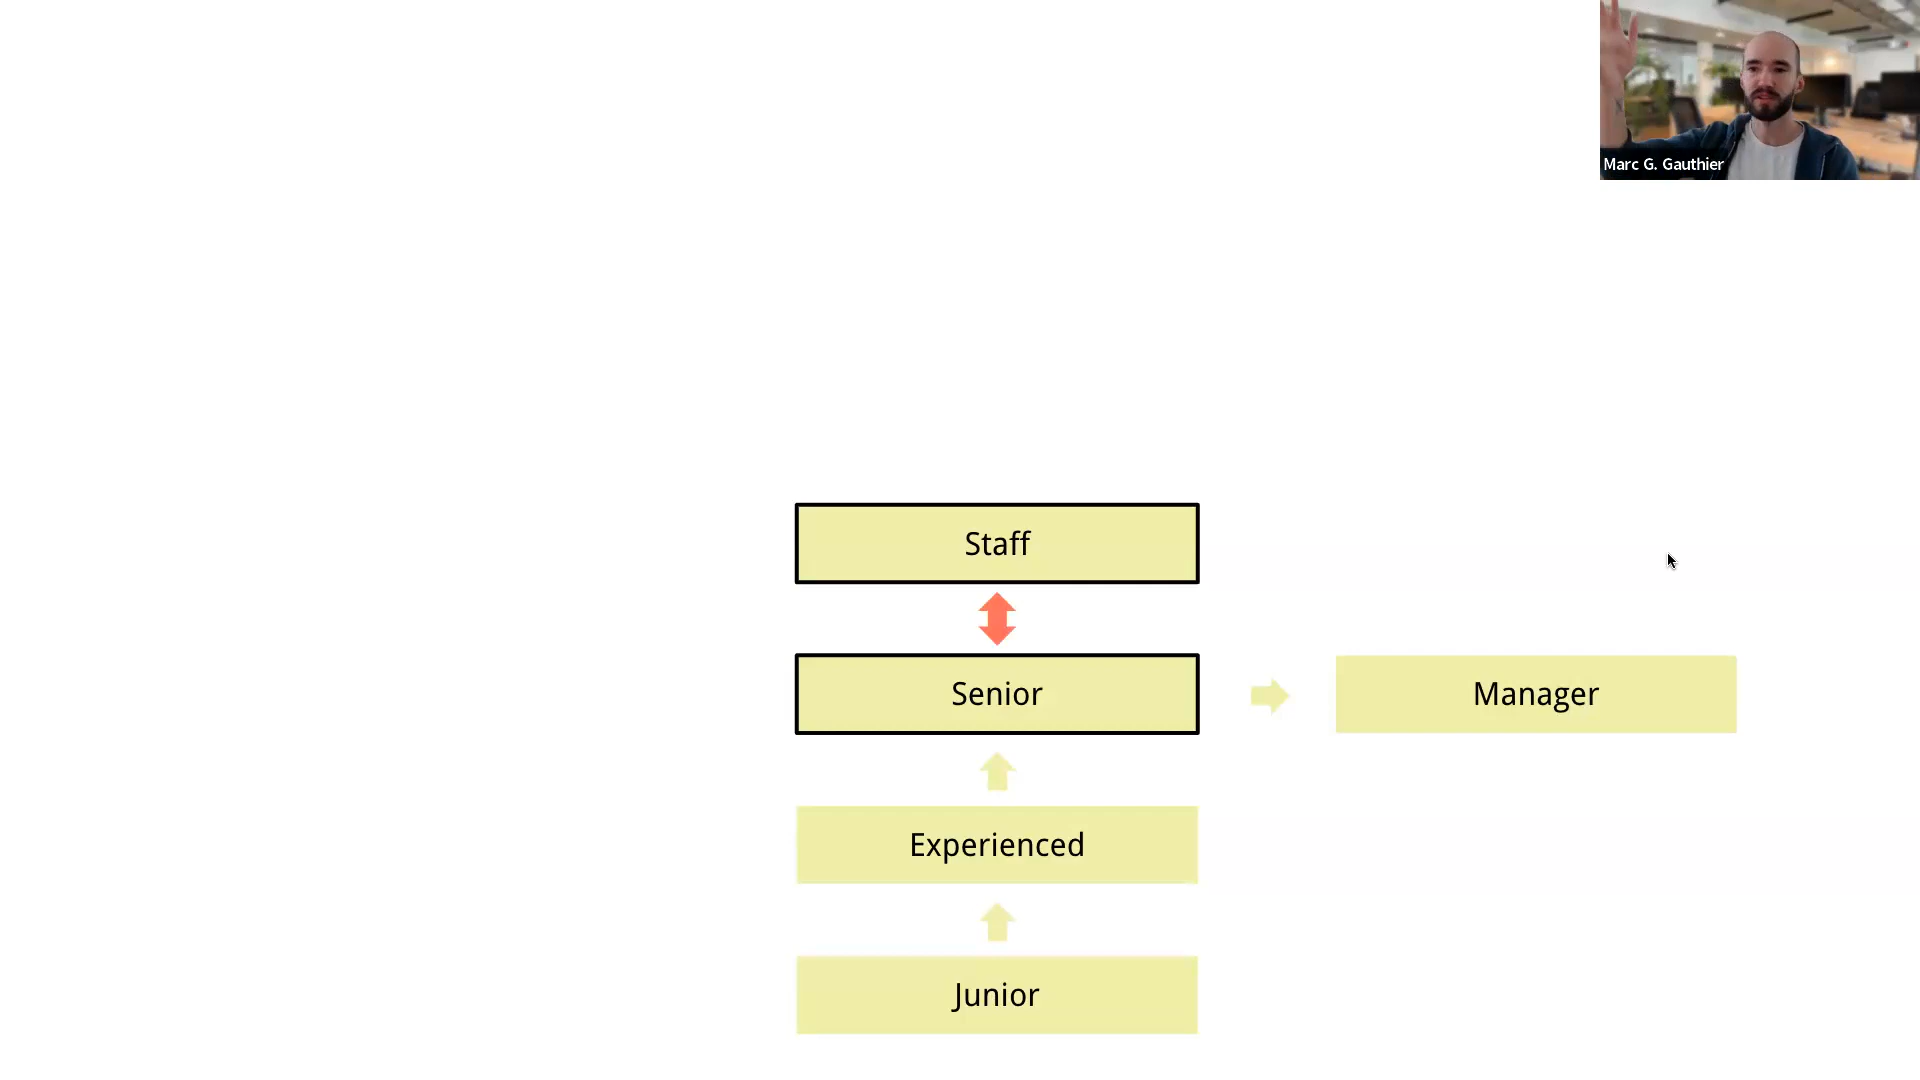 Marc G. Gauthier
Staff
Senior
Manager
Experienced
Junior